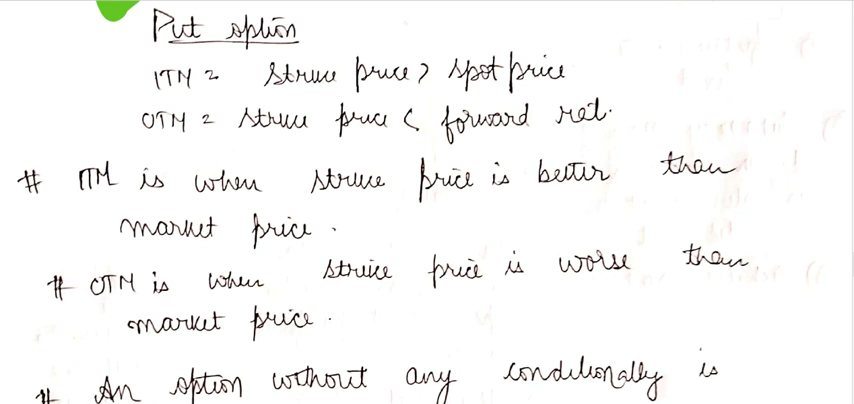 Put option
ITM = Strike price > spot price
OTM = strike price < forward ret.
# ITM is when strike price is better than
market price.
# OTM is when strike price is worse than
market price.
# An option without any conditionally is